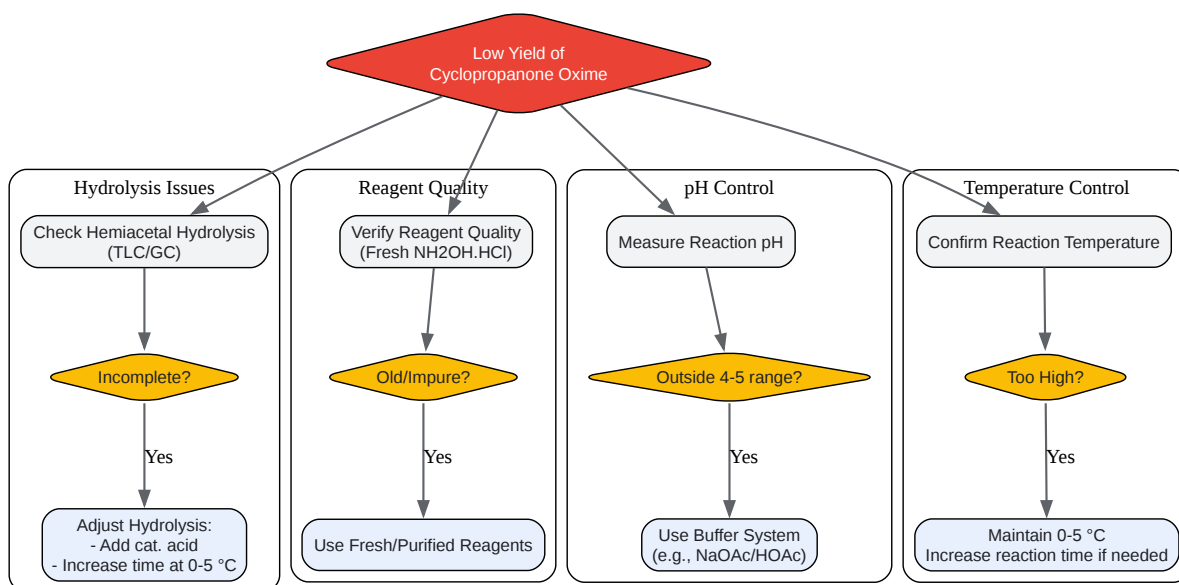 Low Yield of
Cyclopropanone Oxime
Hydrolysis Issues
Check Hemiacetal Hydrolysis
(TLC/GC)
Incomplete?
Yes
Adjust Hydrolysis:
- Add cat. acid
- Increase time at 0-5 °C
Reagent Quality
Verify Reagent Quality
(Fresh NH2OH.HCl)
Old/Impure?
Yes
Use Fresh/Purified Reagents
pH Control
Measure Reaction pH
Outside 4-5 range?
Yes
Use Buffer System
(e.g., NaOAc/HOAc)
Temperature Control
Confirm Reaction Temperature
Too High?
Yes
Maintain 0-5 °C
Increase reaction time if needed